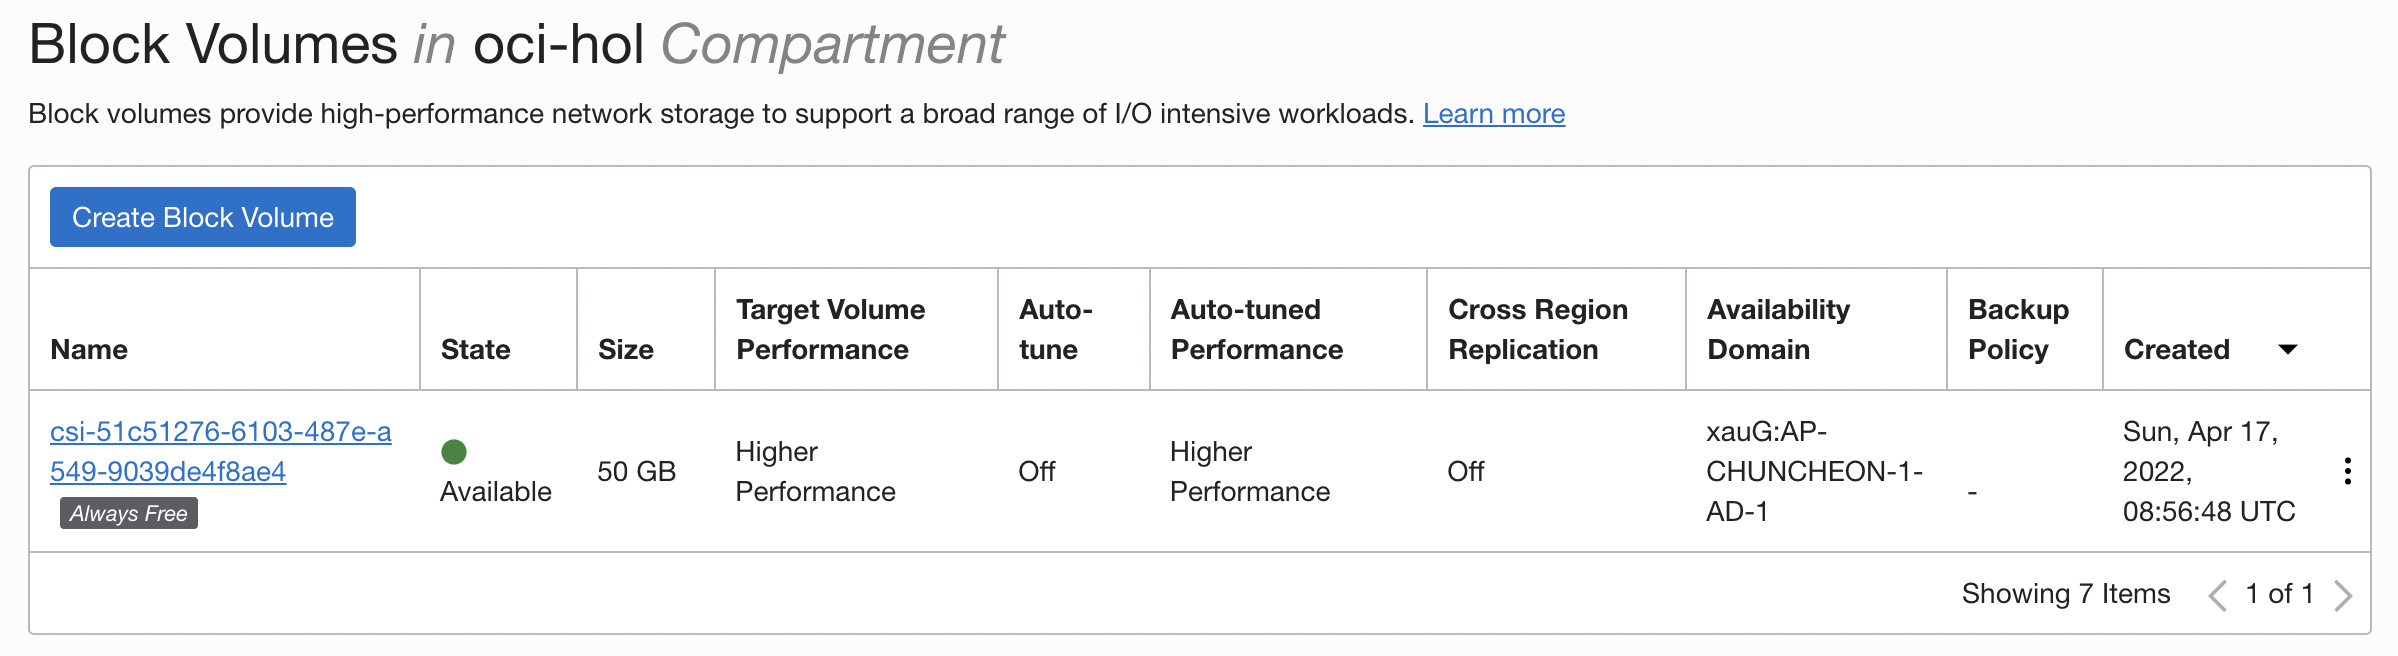 Block Volumes in oci-hol Compartment
Block volumes provide high-performance network storage to support a broad range of I/O intensive workloads. Learn more
Create Block Volume
Name
State
Size
Target Volume
Performance
Auto-
tune
Auto-tuned
Performance
Cross Region
Replication
Availability
Domain
Backup
Policy
Created
csi-51c51276-6103-487e-a
549-9039de4f8ae4
Always Free
Available
50 GB
Higher
Performance
Off
Higher
Performance
Off
xauG:AP-
CHUNCHEON-1-
AD-1
-
Sun, Apr 17,
2022,
08:56:48 UTC
Showing 7 Items
1 of 1